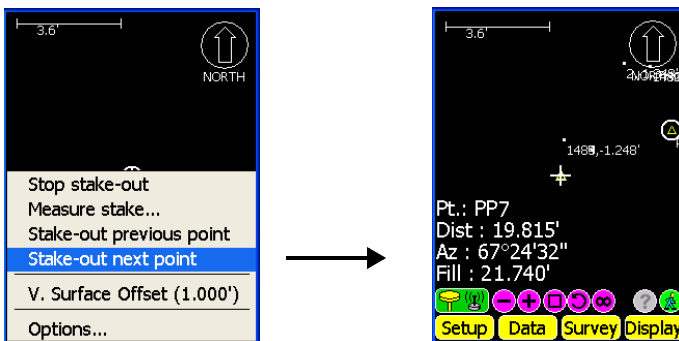 3.6'
NORTH
Stop stake-out
Measure stake...
Stake-out previous point
Stake-out next point
V. Surface Offset (1.000')
Options...
3.6'
,-1.248'
Pt.: PP7
Dist : 19.815'
Az : 67°24'32"
Fill : 21.740'
?
Setup Data Survey Display